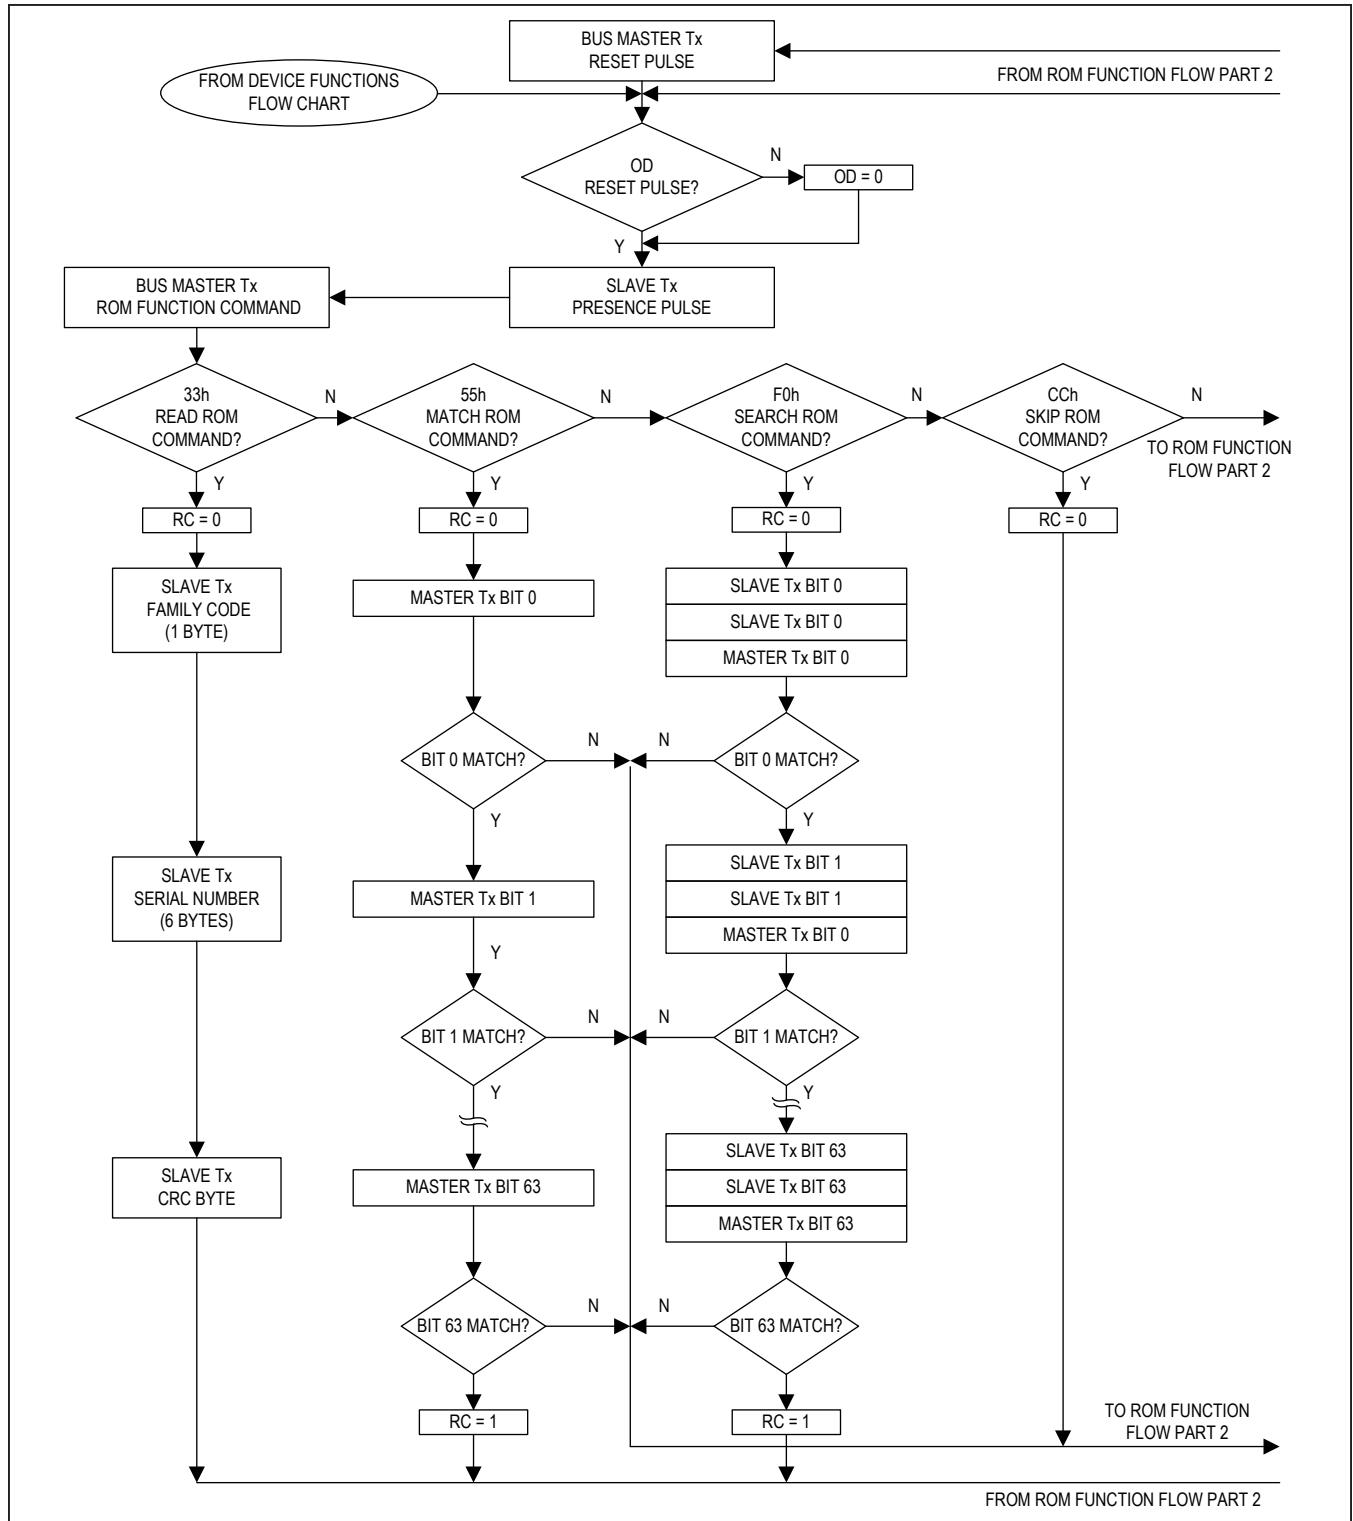 BUS MASTER Tx
RESET PULSE
FROM ROM FUNCTION FLOW PART 2
FROM DEVICE FUNCTIONS
FLOW CHART
OD
RESET PULSE?
N
OD = 0
Y
SLAVE Tx
PRESENCE PULSE
BUS MASTER Tx
ROM FUNCTION COMMAND
33h
READ ROM
COMMAND?
N
55h
MATCH ROM
COMMAND?
N
F0h
SEARCH ROM
COMMAND?
N
CCh
SKIP ROM
COMMAND?
N
TO ROM FUNCTION
FLOW PART 2
Y
Y
Y
Y
RC = 0
RC = 0
RC = 0
RC = 0
SLAVE Tx
FAMILY CODE
(1 BYTE)
MASTER Tx BIT 0
SLAVE Tx BIT 0
SLAVE Tx BIT 0
MASTER Tx BIT 0
BIT 0 MATCH?
N
N
BIT 0 MATCH?
Y
Y
SLAVE Tx
SERIAL NUMBER
(6 BYTES)
MASTER Tx BIT 1
SLAVE Tx BIT 1
SLAVE Tx BIT 1
MASTER Tx BIT 0
Y
BIT 1 MATCH?
N
N
BIT 1 MATCH?
Y
Y
SLAVE Tx
CRC BYTE
MASTER Tx BIT 63
SLAVE Tx BIT 63
SLAVE Tx BIT 63
MASTER Tx BIT 63
BIT 63 MATCH?
N
N
BIT 63 MATCH?
RC = 1
RC = 1
TO ROM FUNCTION
FLOW PART 2
FROM ROM FUNCTION FLOW PART 2